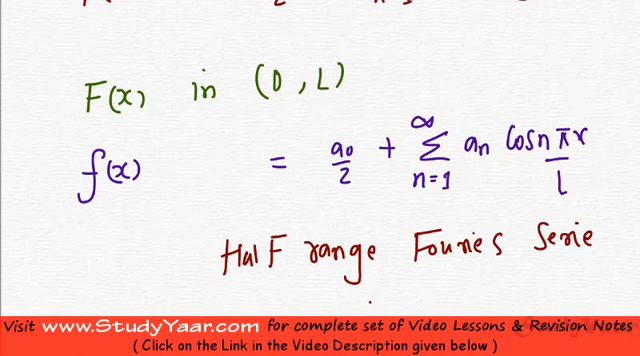 F(x) in (0, L)
f(x) = a0/2 + ∞ Σ n=1 an Cos nπx/l
Half range Fouries Serie
Visit www.StudyYaar.com for complete set of Video Lessons & Revision Notes
( Click on the Link in the Video Description given below )